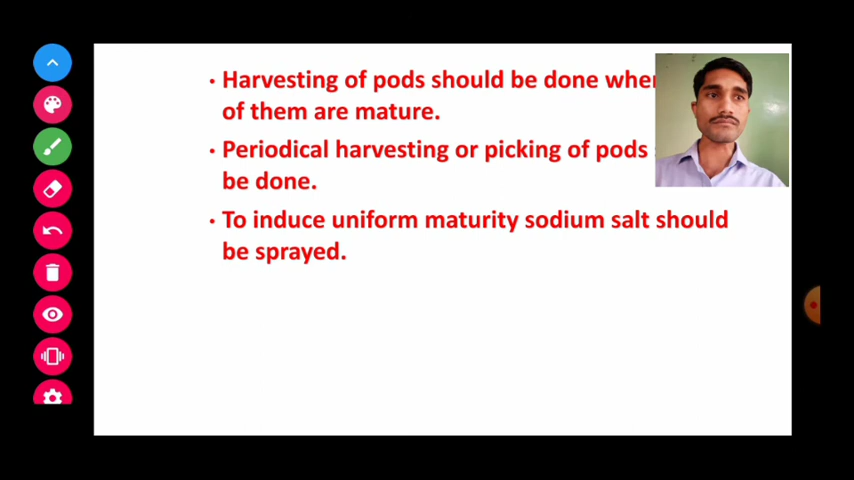 • Harvesting of pods should be done when
of them are mature.
• Periodical harvesting or picking of pods
be done.
• To induce uniform maturity sodium salt should
be sprayed.